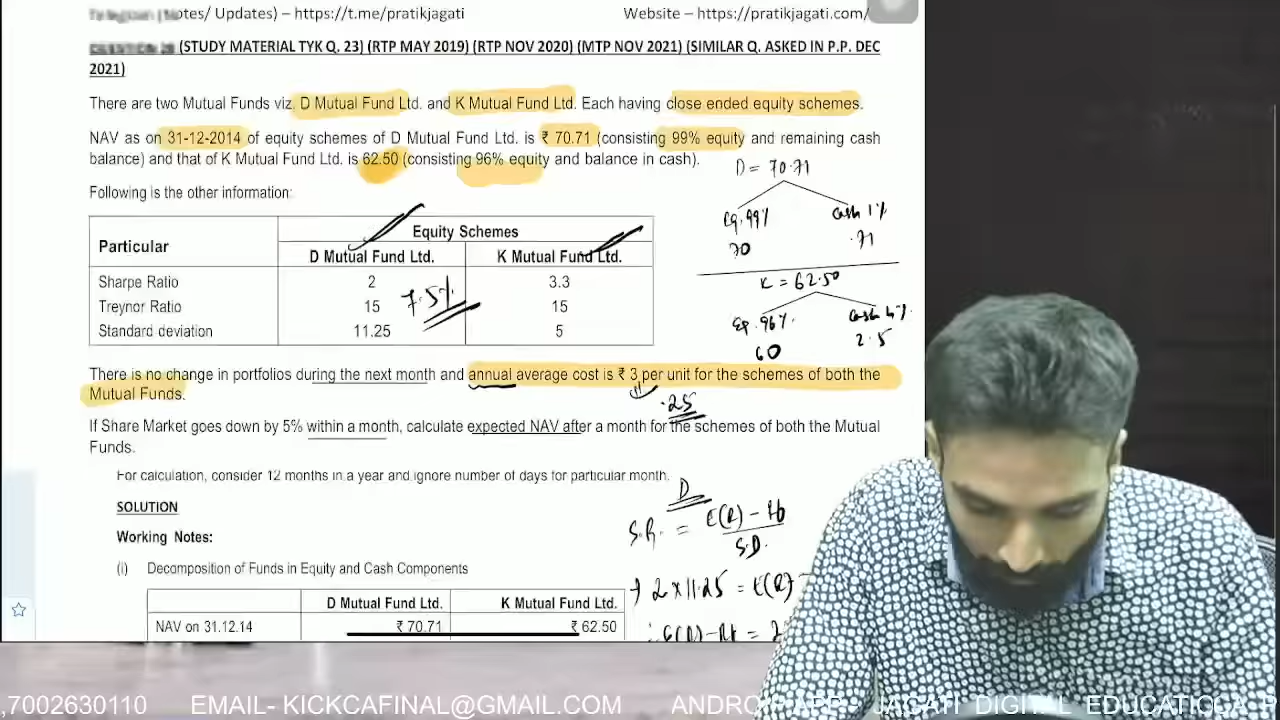 otes/ Updates) – https://t.me/pratikjagati Website – https://pratikjagati.com/
(STUDY MATERIAL TYK Q. 23) (RTP MAY 2019) (RTP NOV 2020) (MTP NOV 2021) (SIMILAR Q. ASKED IN P.P. DEC
2021)
There are two Mutual Funds viz. D Mutual Fund Ltd. and K Mutual Fund Ltd. Each having close ended equity schemes.
NAV as on 31-12-2014 of equity schemes of D Mutual Fund Ltd. is ₹ 70.71 (consisting 99% equity and remaining cash
balance) and that of K Mutual Fund Ltd. is 62.50 (consisting 96% equity and balance in cash).
D = 70.71
Following is the other information:
Eq. 99% Cash 1%
70 .71
Particular Equity Schemes
D Mutual Fund Ltd. K Mutual Fund Ltd.
Sharpe Ratio 2 3.3
Treynor Ratio 15 15
Standard deviation 11.25 5
7.5%
K = 62.50
Eq. 96% Cash 4%
60 2.5
There is no change in portfolios during the next month and annual average cost is ₹ 3 per unit for the schemes of both the
Mutual Funds.
.25
If Share Market goes down by 5% within a month, calculate expected NAV after a month for the schemes of both the Mutual
Funds.
For calculation, consider 12 months in a year and ignore number of days for particular month.
SOLUTION
D
Working Notes:
S.R. = E(R) - Rf
S.D.
(i) Decomposition of Funds in Equity and Cash Components
2 x 11.25 = E(R) -
D Mutual Fund Ltd. K Mutual Fund Ltd.
NAV on 31.12.14 ₹ 70.71 ₹ 62.50
∴ E(R) - Rf = 2
,7002630110 EMAIL- KICKCAFINAL@GMAIL.COM ANDRO APP - JAGATI DIGITAL EDUCATIO